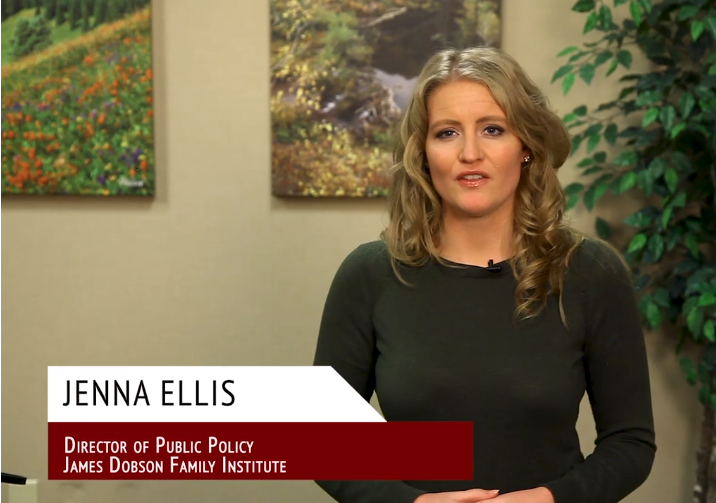 JENNA ELLIS
DIRECTOR OF PUBLIC POLICY
JAMES DOBSON FAMILY INSTITUTE